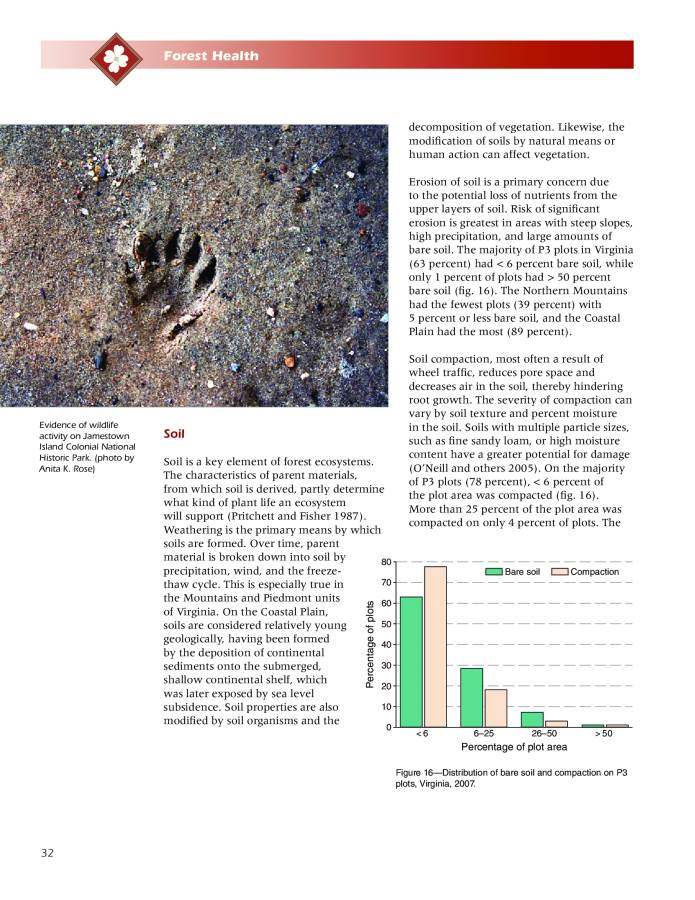 Forest Health
Evidence of wildlife
activity on Jamestown
Island Colonial National
Historic Park. (photo by
Anita K. Rose)
Soil
Soil is a key element of forest ecosystems.
The characteristics of parent materials,
from which soil is derived, partly determine
what kind of plant life an ecosystem
will support (Pritchett and Fisher 1987).
Weathering is the primary means by which
soils are formed. Over time, parent
material is broken down into soil by
precipitation, wind, and the freeze-
thaw cycle. This is especially true in
the Mountains and Piedmont units
of Virginia. On the Coastal Plain,
soils are considered relatively young
geologically, having been formed
by the deposition of continental
sediments onto the submerged,
shallow continental shelf, which
was later exposed by sea level
subsidence. Soil properties are also
modified by soil organisms and the
decomposition of vegetation. Likewise, the
modification of soils by natural means or
human action can affect vegetation.
Erosion of soil is a primary concern due
to the potential loss of nutrients from the
upper layers of soil. Risk of significant
erosion is greatest in areas with steep slopes,
high precipitation, and large amounts of
bare soil. The majority of P3 plots in Virginia
(63 percent) had < 6 percent bare soil, while
only 1 percent of plots had > 50 percent
bare soil (fig. 16). The Northern Mountains
had the fewest plots (39 percent) with
5 percent or less bare soil, and the Coastal
Plain had the most (89 percent).
Soil compaction, most often a result of
wheel traffic, reduces pore space and
decreases air in the soil, thereby hindering
root growth. The severity of compaction can
vary by soil texture and percent moisture
in the soil. Soils with multiple particle sizes,
such as fine sandy loam, or high moisture
content have a greater potential for damage
(O'Neill and others 2005). On the majority
of P3 plots (78 percent), < 6 percent of
the plot area was compacted (fig. 16).
More than 25 percent of the plot area was
compacted on only 4 percent of plots. The
Bare soil Compaction
80
70
60
50
40
30
20
10
0
Percentage of plots
< 6 6–25 26–50 > 50
Percentage of plot area
Figure 16—Distribution of bare soil and compaction on P3
plots, Virginia, 2007.
32